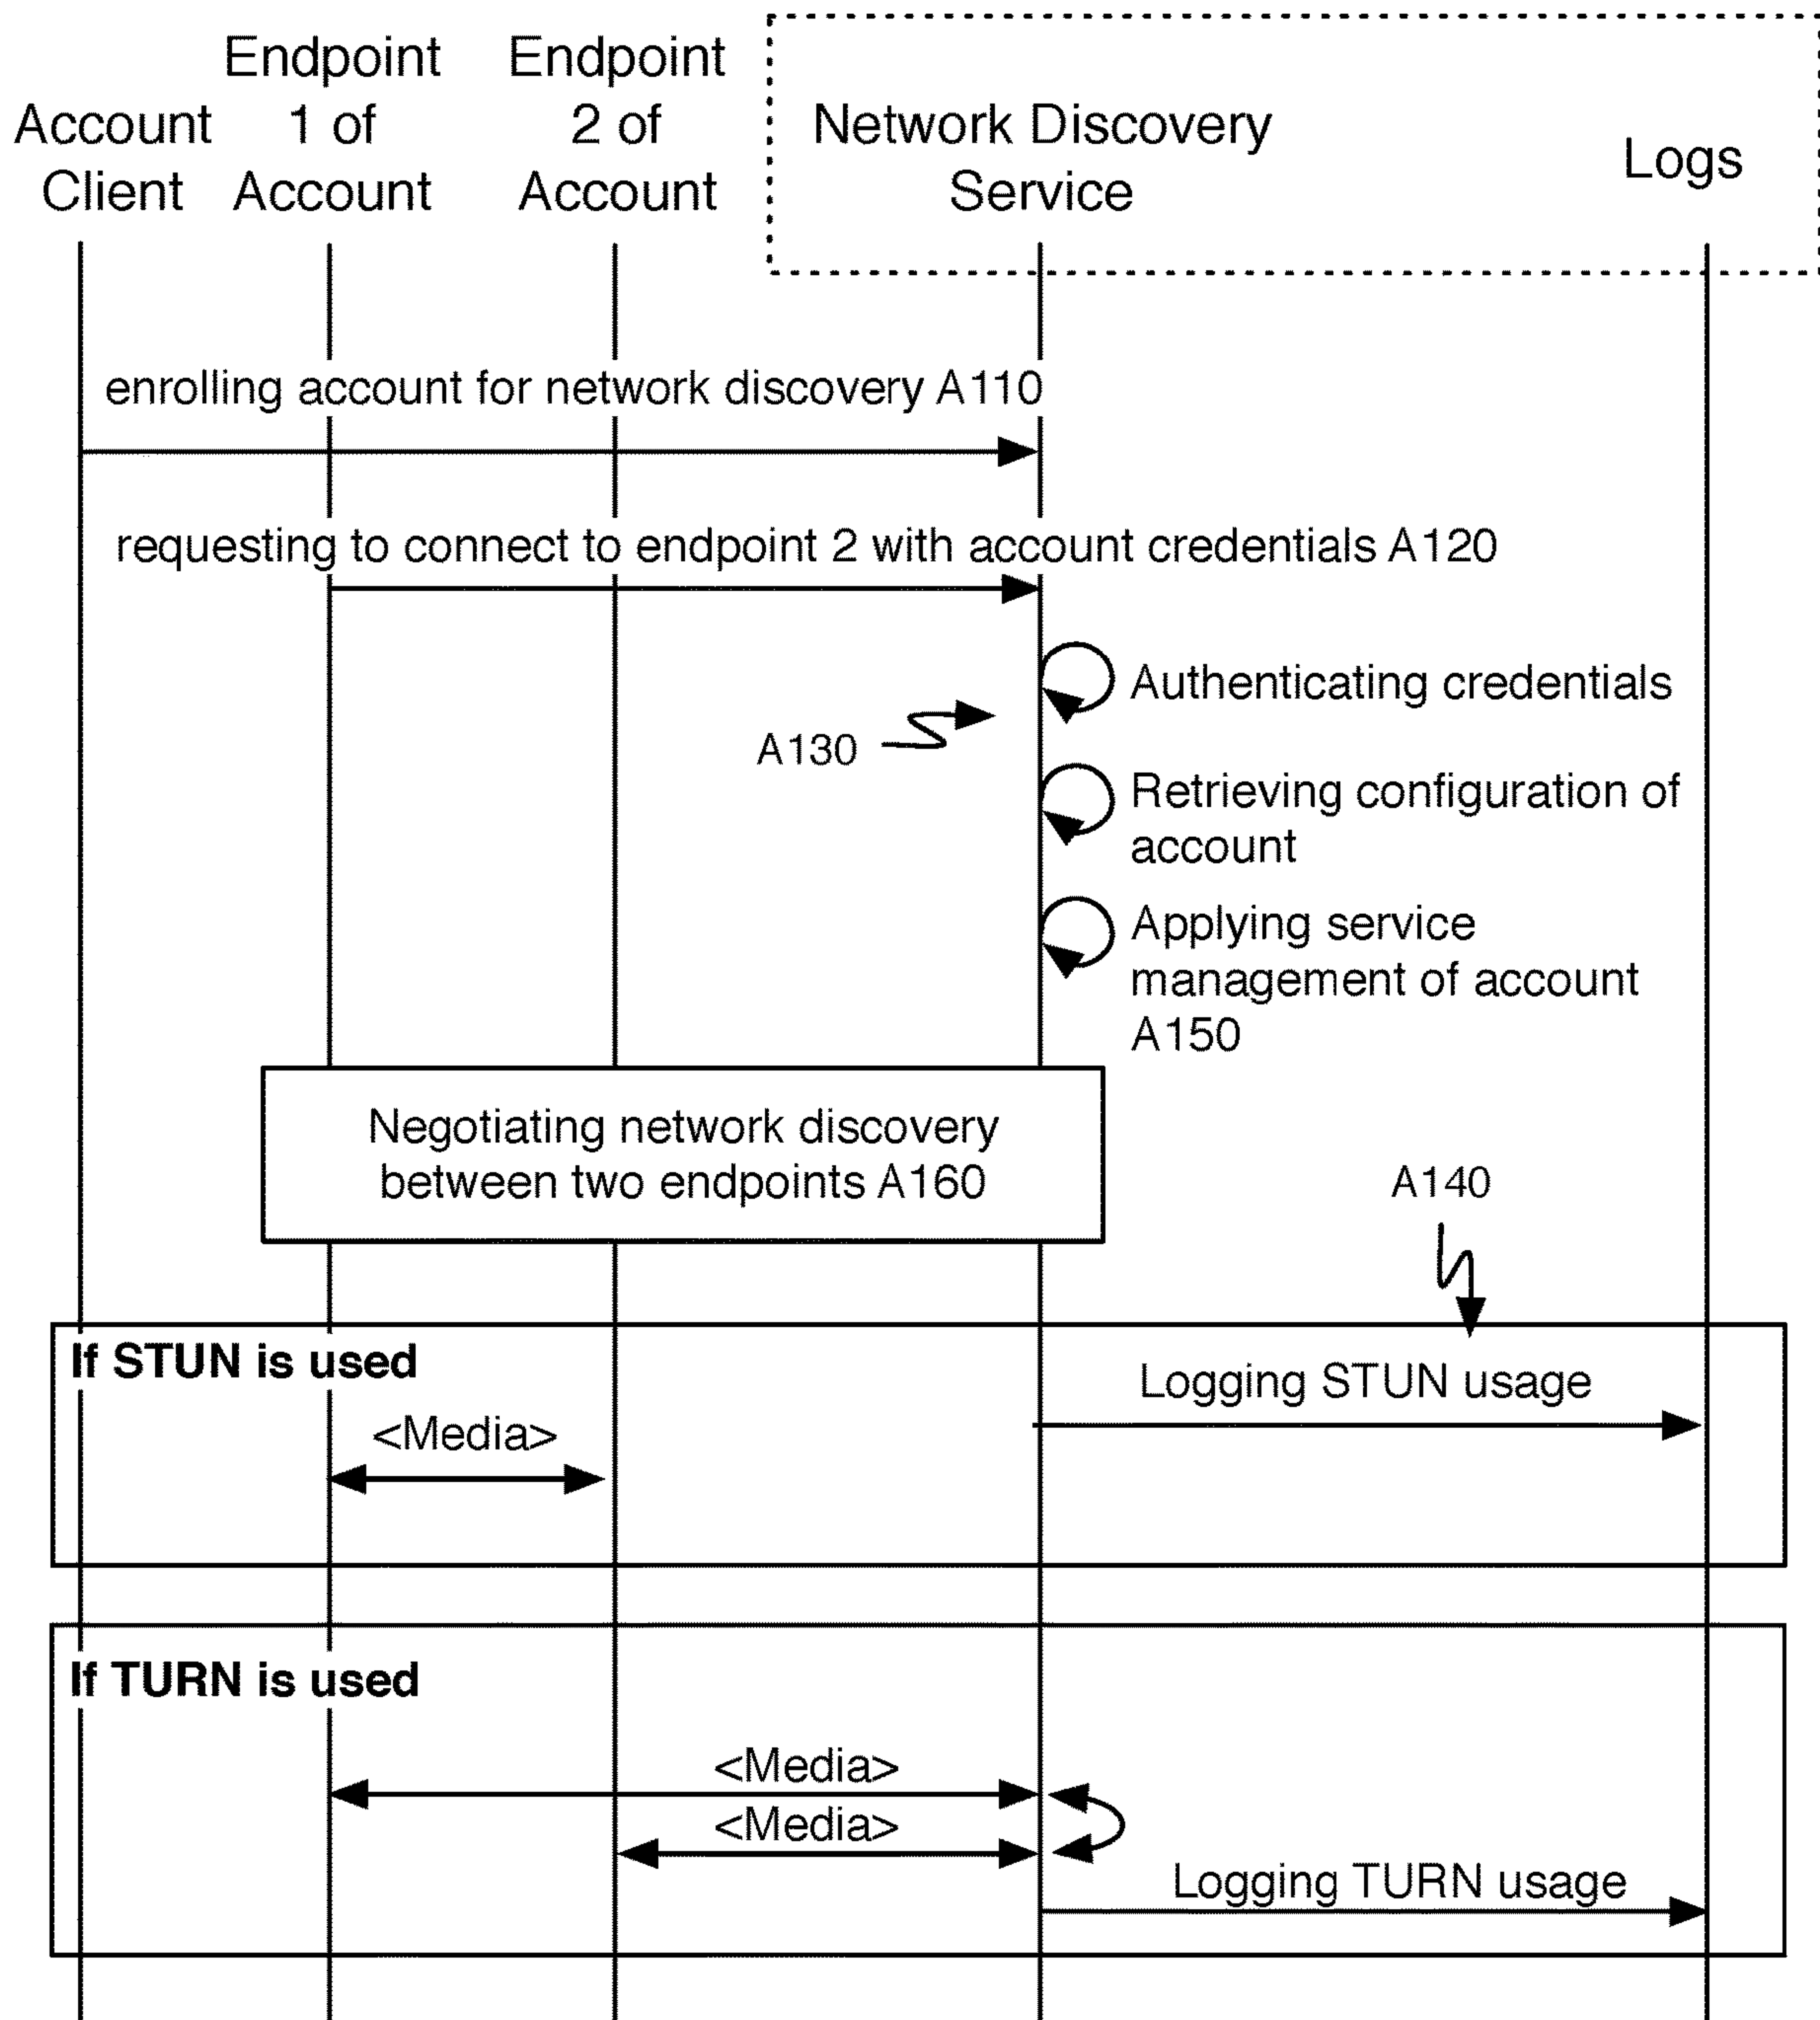 Account
Client
Endpoint
1 of
Account
Endpoint
2 of
Account
Network Discovery
Service
Logs
enrolling account for network discovery A110
requesting to connect to endpoint 2 with account credentials A120
Authenticating credentials
A130
Retrieving configuration of
account
Applying service
management of account
A150
Negotiating network discovery
between two endpoints A160
A140
If STUN is used
Logging STUN usage
<Media>
If TURN is used
<Media>
<Media>
Logging TURN usage